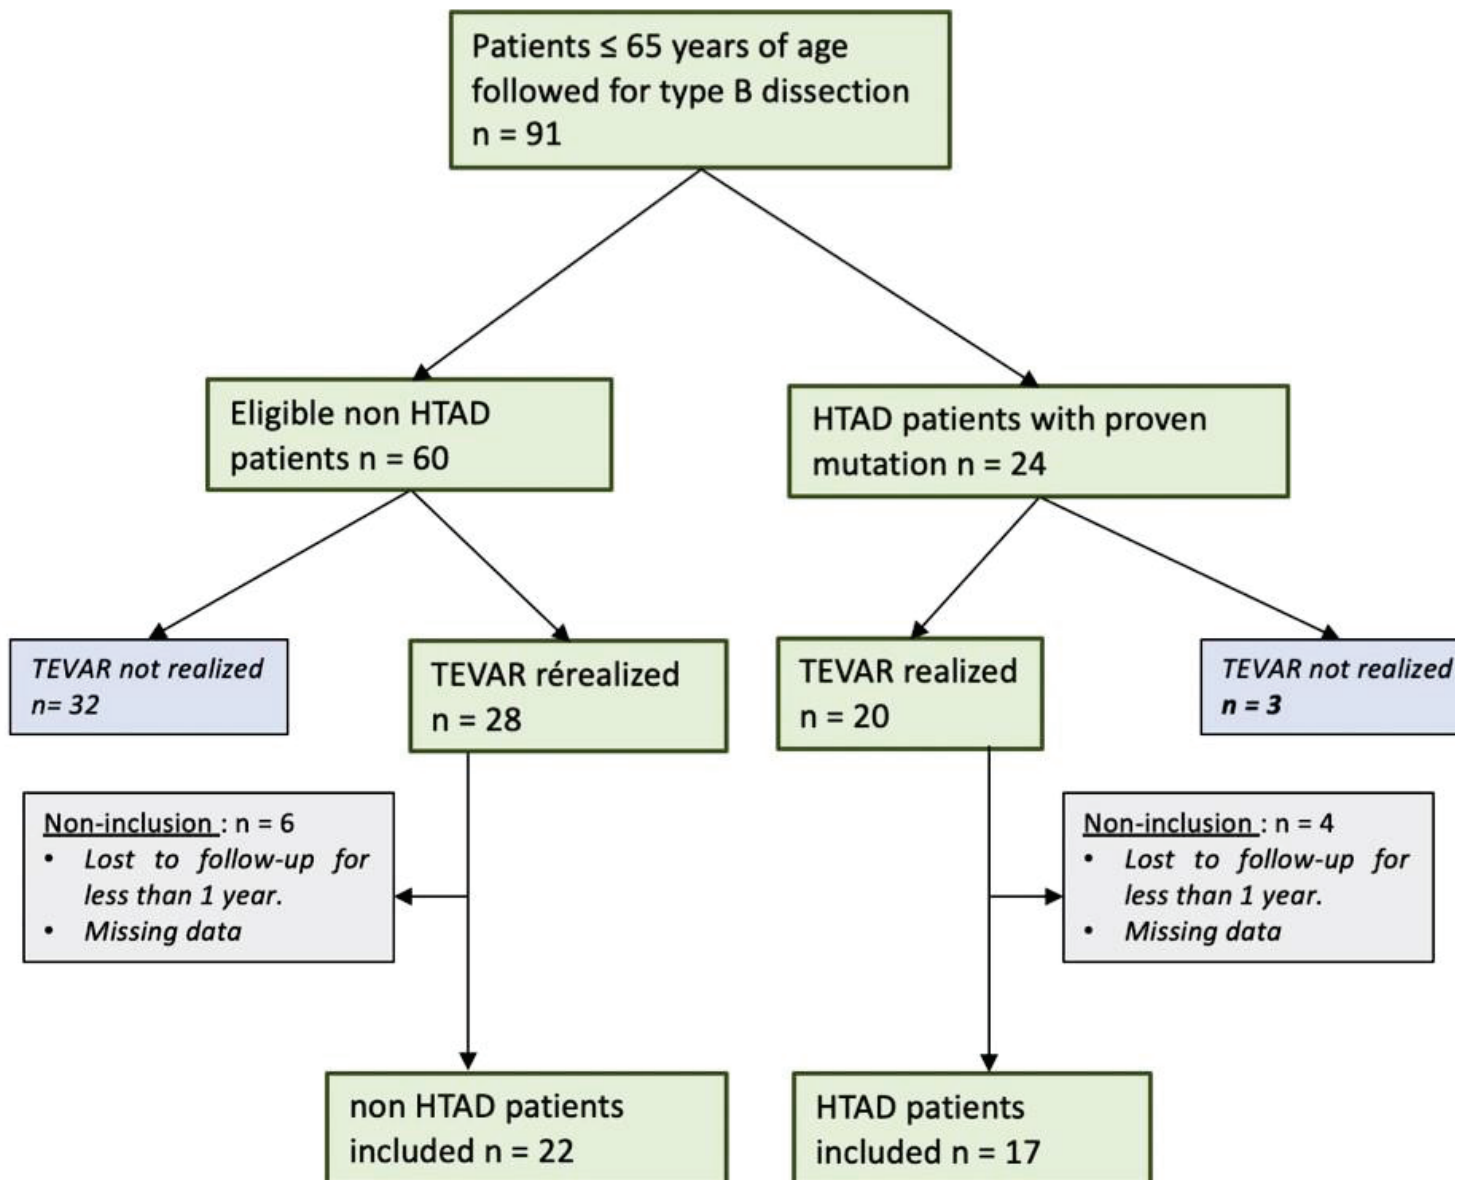 Patients ≤ 65 years of age
followed for type B dissection
n = 91
Eligible non HTAD
patients n = 60
HTAD patients with proven
mutation n = 24
TEVAR not realized
n= 32
TEVAR rérealized
n = 28
TEVAR realized
n = 20
TEVAR not realized
n = 3
Non-inclusion : n = 6
• Lost to follow-up for
less than 1 year.
• Missing data
Non-inclusion : n = 4
• Lost to follow-up for
less than 1 year.
• Missing data
non HTAD patients
included n = 22
HTAD patients
included n = 17